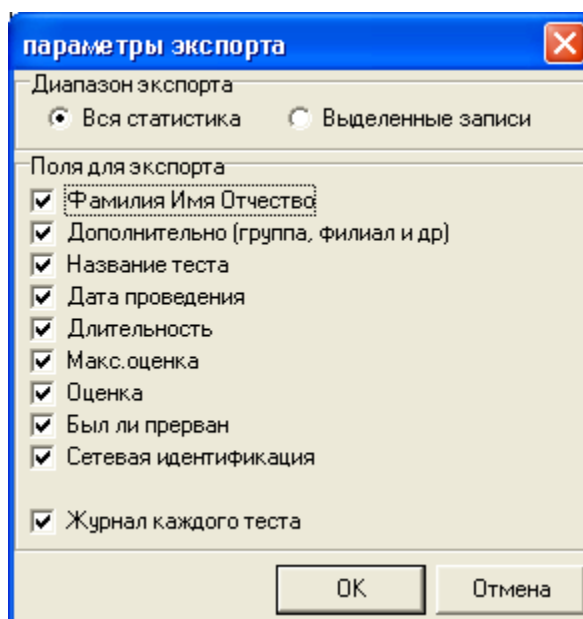 параметры экспорта
Диапазон экспорта
Вся статистика Выделенные записи
Поля для экспорта
Фамилия Имя Отчество
Дополнительно (группа, филиал и др)
Название теста
Дата проведения
Длительность
Макс.оценка
Оценка
Был ли прерван
Сетевая идентификация
Журнал каждого теста
OK Отмена